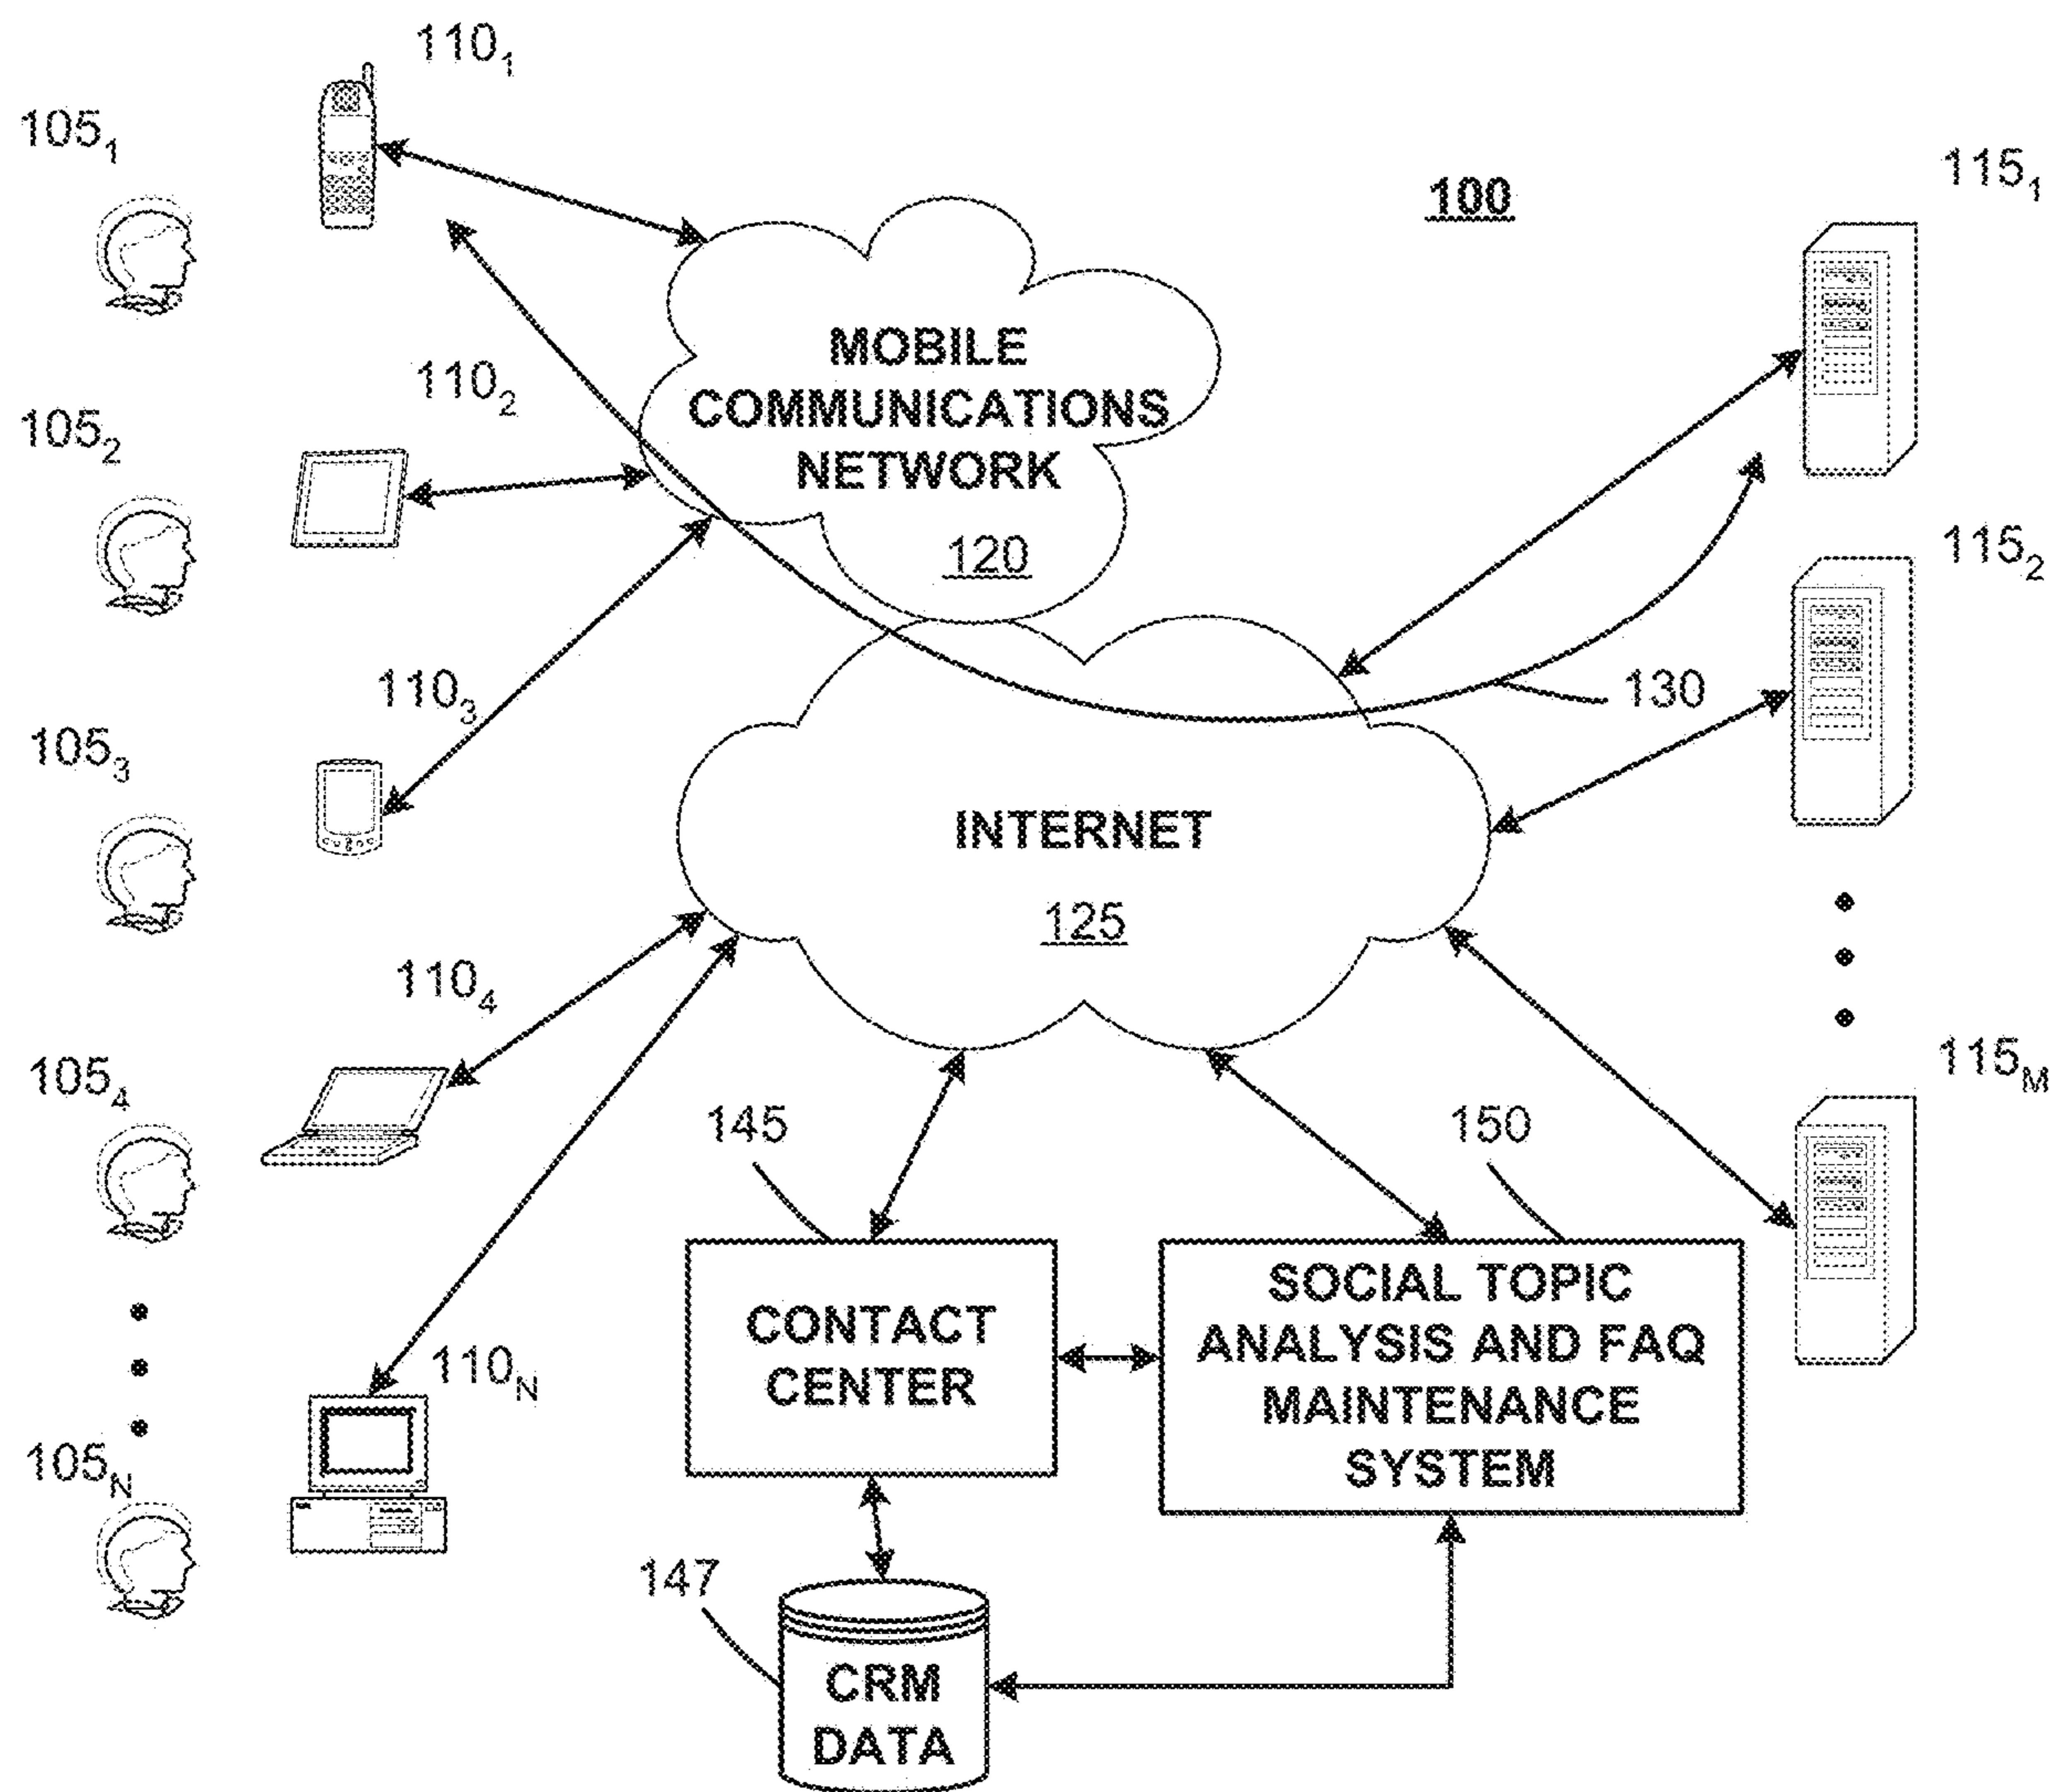 110₁
105₁
100
115₁
MOBILE
COMMUNICATIONS
NETWORK
120
110₂
105₂
115₂
110₃
130
105₃
INTERNET
125
110₄
105₄
115M
145
150
CONTACT
CENTER
SOCIAL TOPIC
ANALYSIS AND FAQ
MAINTENANCE
SYSTEM
110N
105N
147
CRM
DATA